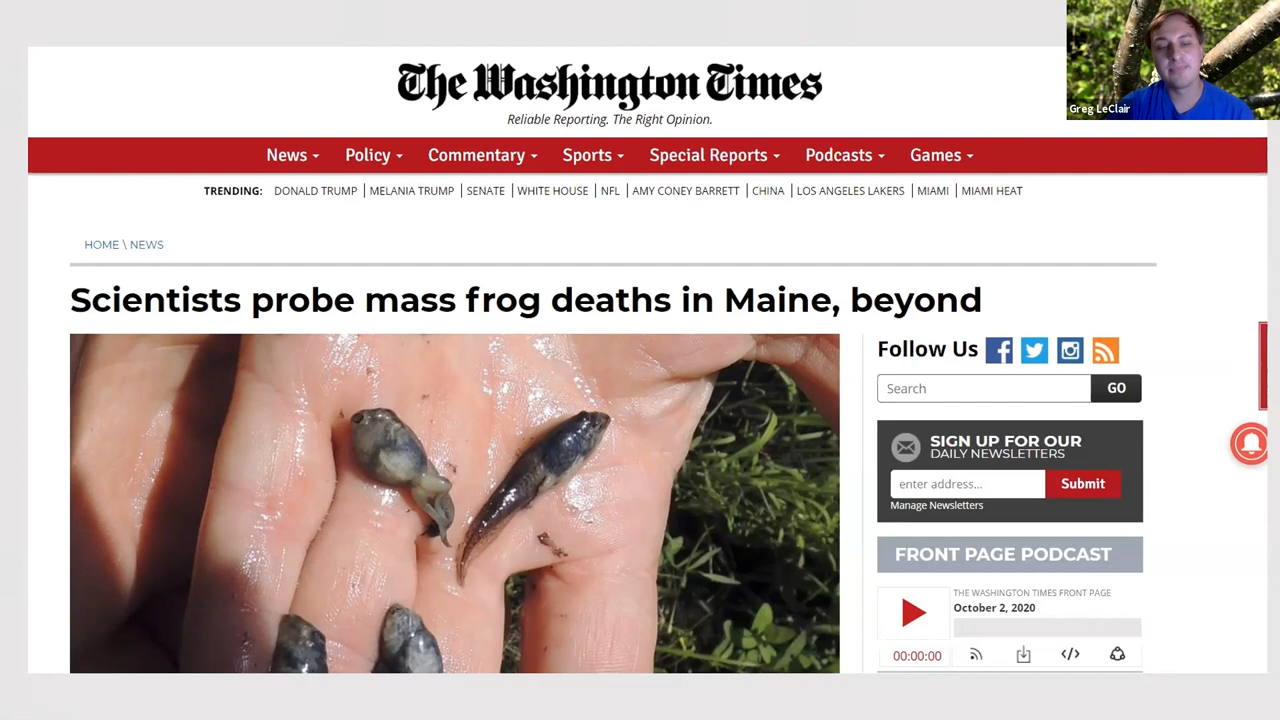 The Washington Times
Reliable Reporting. The Right Opinion.
Greg LeClair
News Policy Commentary Sports Special Reports Podcasts Games
TRENDING: DONALD TRUMP | MELANIA TRUMP | SENATE | WHITE HOUSE | NFL | AMY CONEY BARRETT | CHINA | LOS ANGELES LAKERS | MIAMI | MIAMI HEAT
HOME \ NEWS
Scientists probe mass frog deaths in Maine, beyond
Follow Us
Search GO
SIGN UP FOR OUR
DAILY NEWSLETTERS
enter address... Submit
Manage Newsletters
FRONT PAGE PODCAST
THE WASHINGTON TIMES FRONT PAGE
October 2, 2020
00:00:00